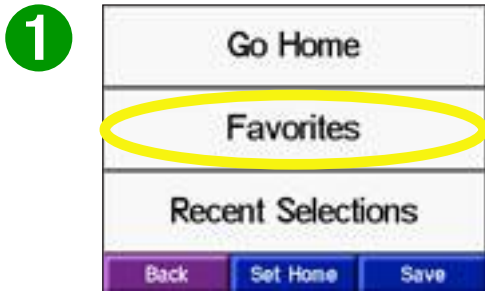 1
Go Home
Favorites
Recent Selections
Back Set Home Save